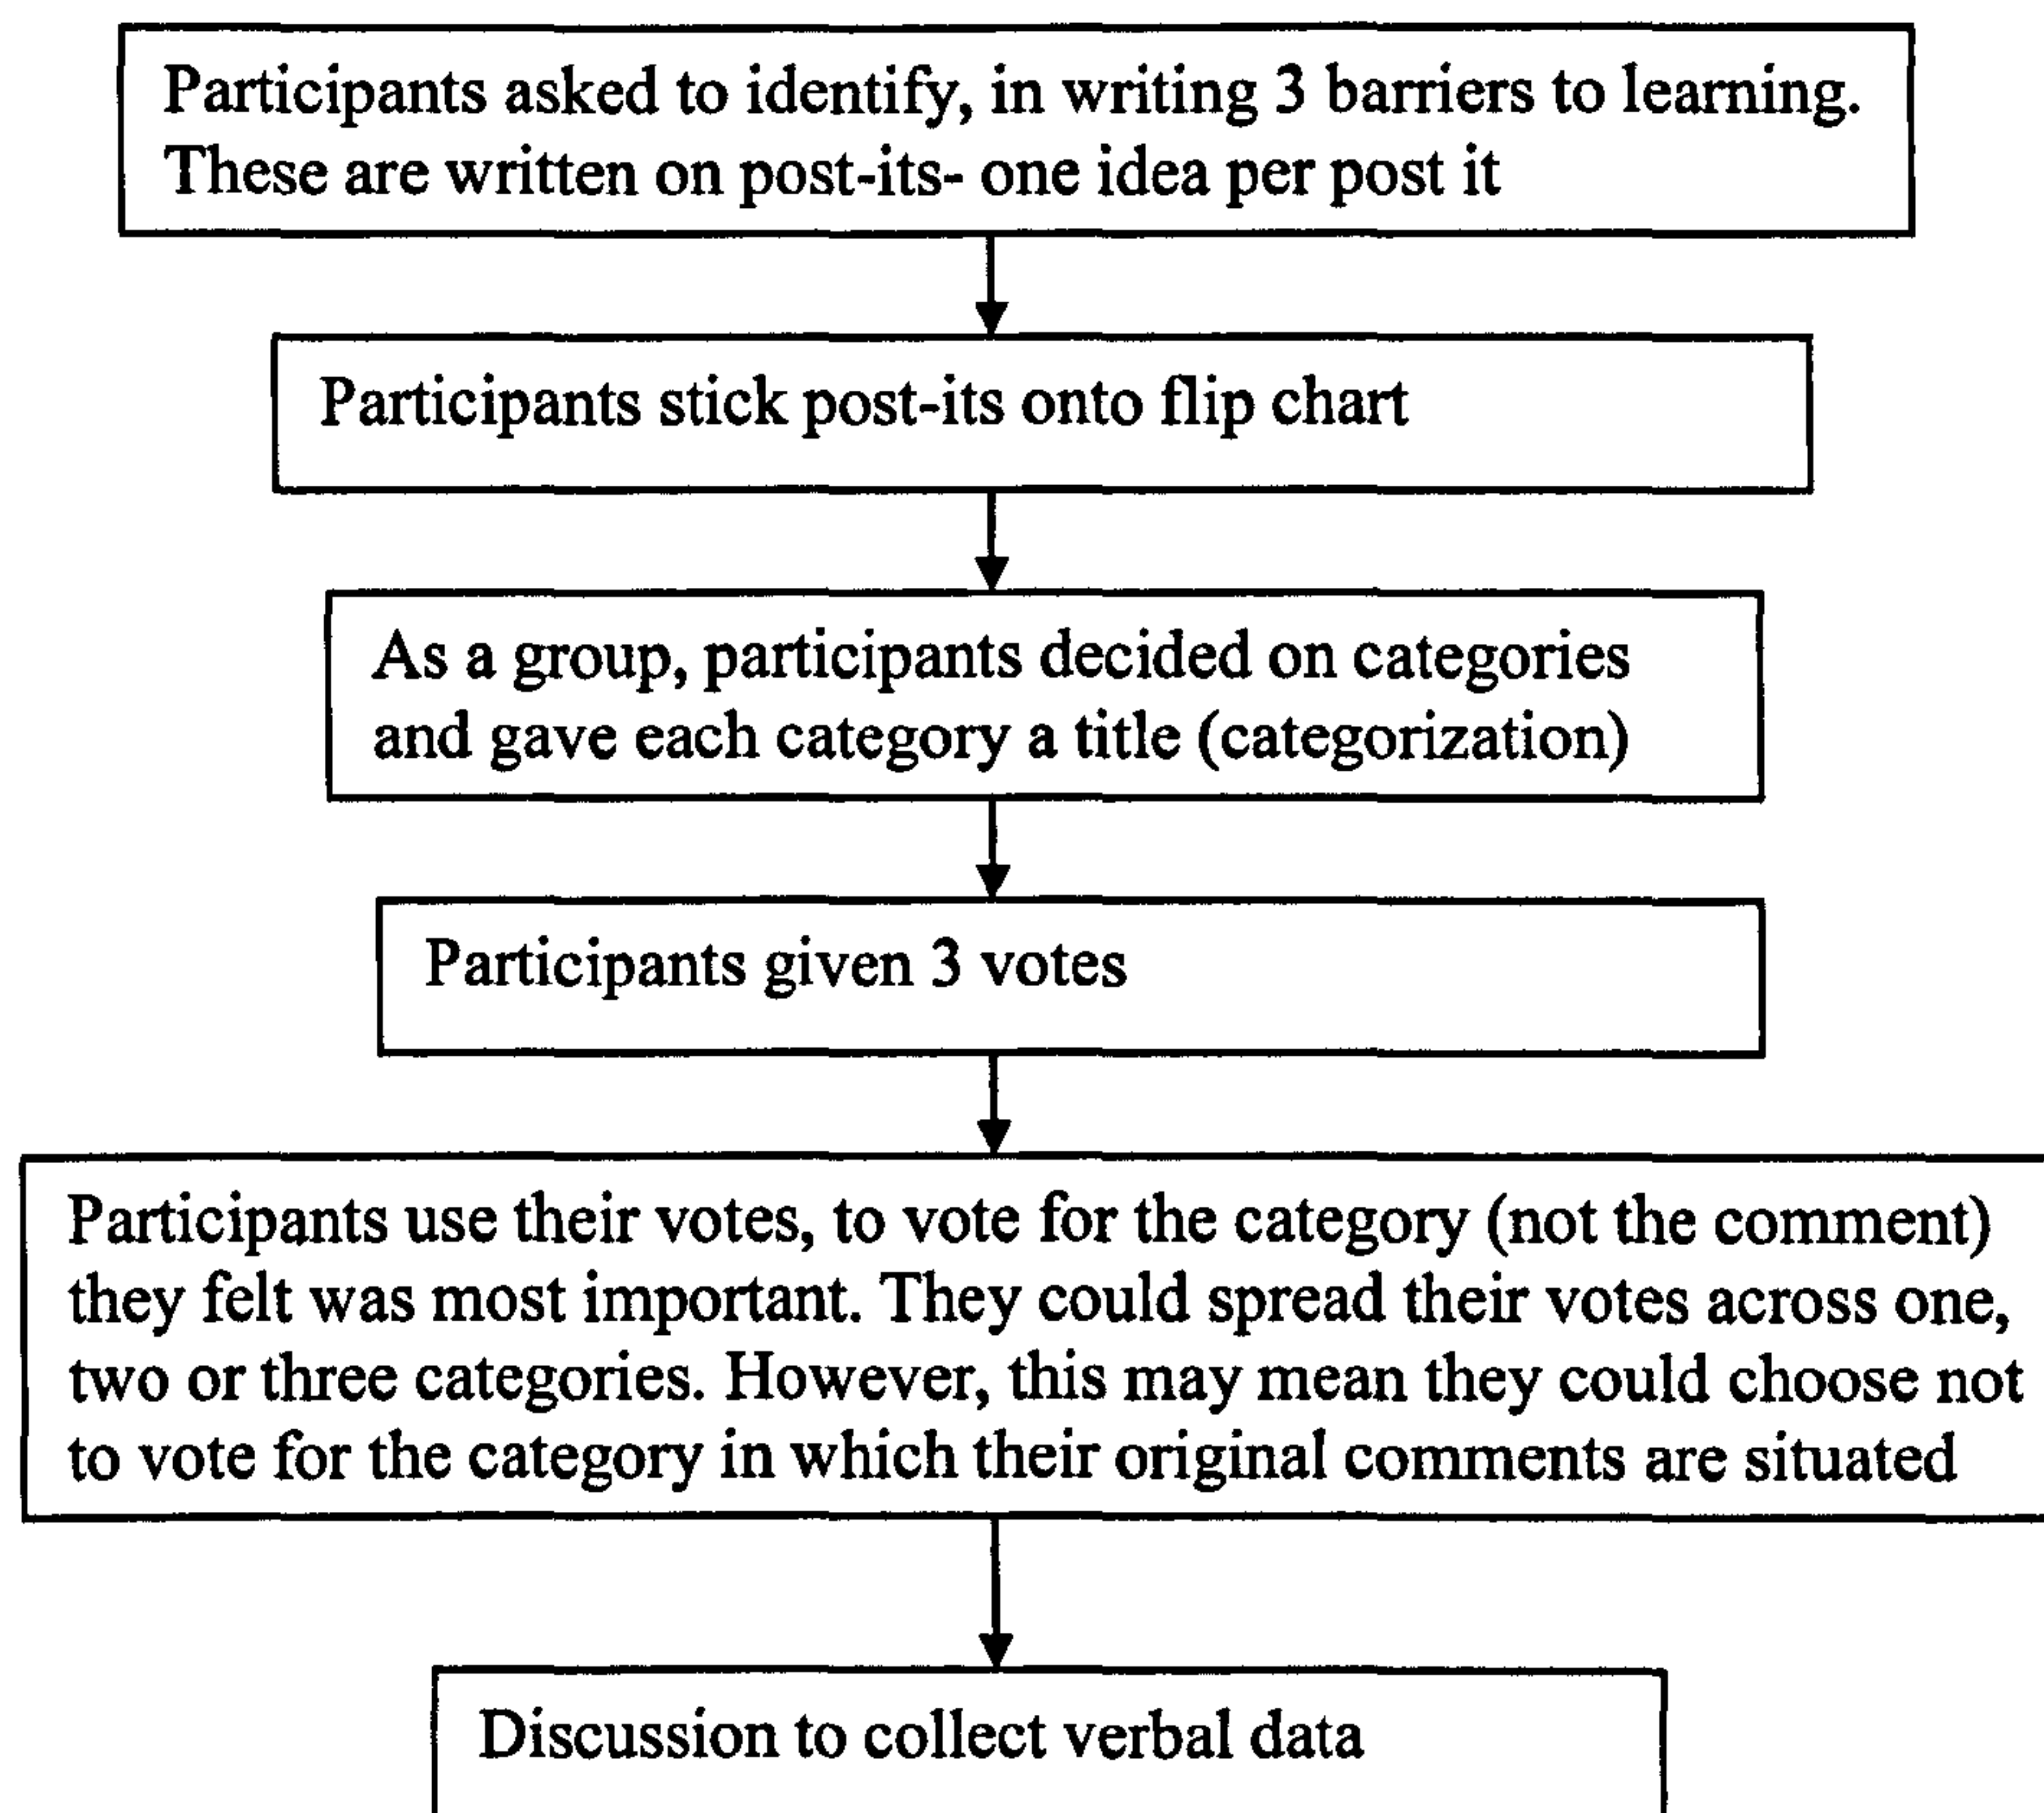 Participants asked to identify, in writing 3 barriers to learning.
These are written on post-its- one idea per post it
Participants stick post-its onto flip chart
As a group, participants decided on categories
and gave each category a title (categorization)
Participants given 3 votes
Participants use their votes, to vote for the category (not the comment)
they felt was most important. They could spread their votes across one,
two or three categories. However, this may mean they could choose not
to vote for the category in which their original comments are situated
Discussion to collect verbal data